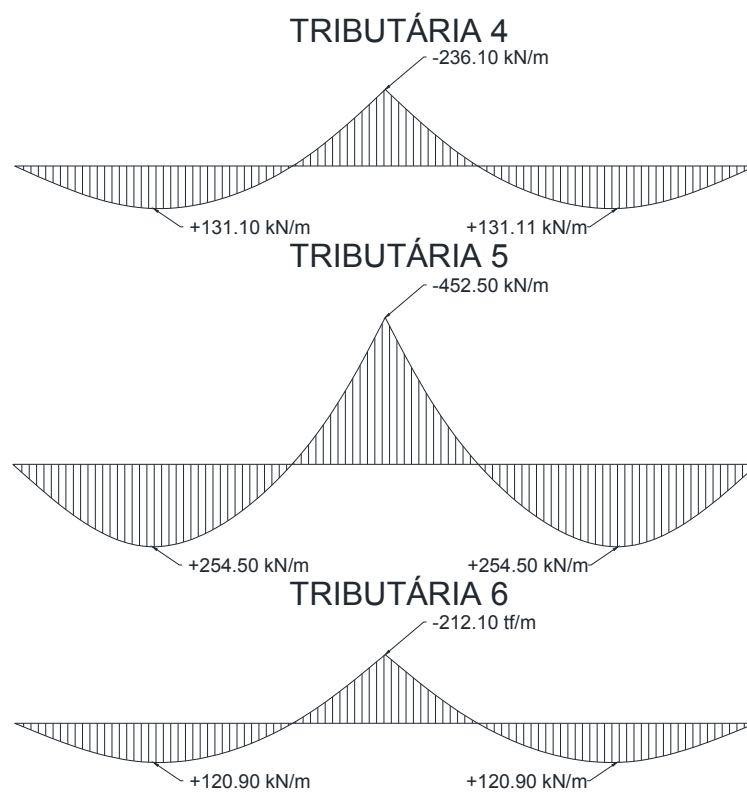 TRIBUTÁRIA 4
-236.10 kN/m
+131.10 kN/m
+131.11 kN/m
TRIBUTÁRIA 5
-452.50 kN/m
+254.50 kN/m
+254.50 kN/m
TRIBUTÁRIA 6
-212.10 tf/m
+120.90 kN/m
+120.90 kN/m